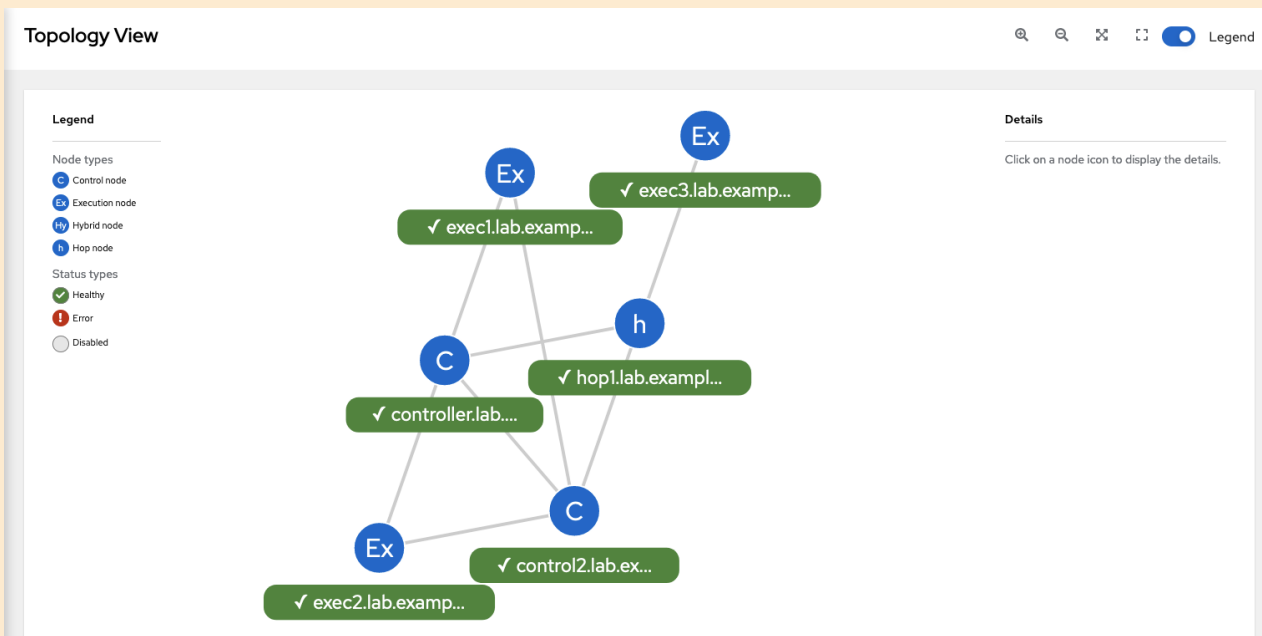 Topology View
Legend
Legend
Node types
C Control node
Ex Execution node
Hy Hybrid node
h Hop node
Status types
Healthy
! Error
Disabled
Details
Click on a node icon to display the details.
Ex
✓ exec3.lab.examp...
Ex
✓ exec1.lab.examp...
h
✓ hop1.lab.exampl...
C
✓ controller.lab....
C
✓ control2.lab.ex...
Ex
✓ exec2.lab.examp...